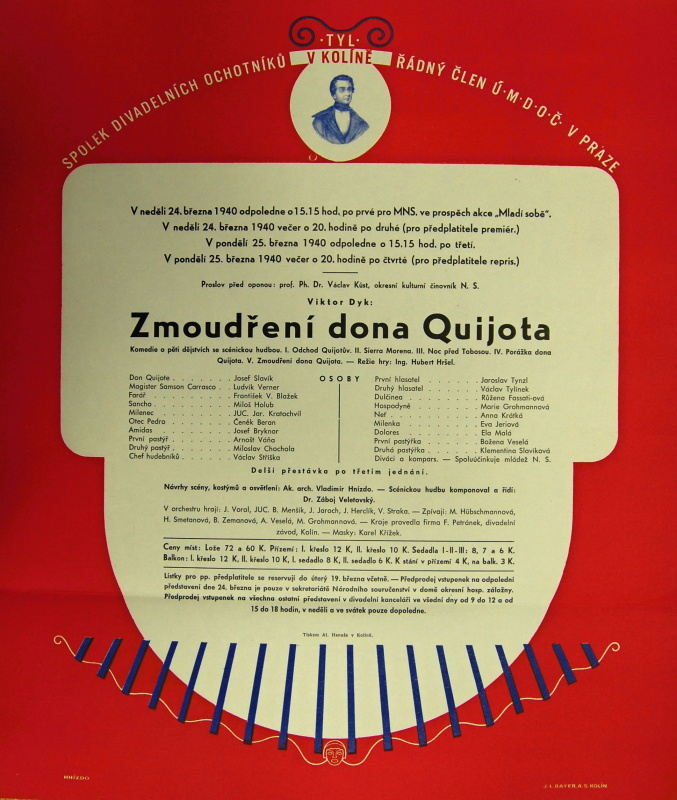 · TYL ·
V KOLÍNĚ
SPOLEK DIVADELNÍCH OCHOTNÍKŮ
ŘÁDNÝ ČLEN Ú·M·D·O·Č· V PRAZE
V neděli 24. března 1940 odpoledne o 15.15 hod. po prvé pro MNS. ve prospěch akce „Mladí sobě“.
V neděli 24. března 1940 večer o 20. hodině po druhé (pro předplatitele premiér.)
V pondělí 25. března 1940 odpoledne o 15.15 hod. po třetí.
V pondělí 25. března 1940 večer o 20. hodině po čtvrté (pro předplatitele repris.)
Proslov před oponou: prof. Ph. Dr. Václav Kůst, okresní kulturní činovník N. S.
Viktor Dyk:
Zmoudření dona Quijota
Komedie o pěti dějstvích se scénickou hudbou. I. Odchod Quijotův. II. Sierra Morena. III. Noc před Tobosou. IV. Porážka dona
Quijota. V. Zmoudření dona Quijota. — Režie hry: Ing. Hubert Hršel.
OSOBY
Don Quijote . . . . . . . Josef Slavík
Magister Samson Carrasco . . Ludvík Verner
Farář . . . . . . . . František V. Blažek
Sancho . . . . . . . . Miloš Holub
Milenec . . . . . . . JUC. Jar. Kratochvíl
Otec Pedro . . . . . . . Čeněk Beran
Amidas . . . . . . . . Josef Bryknar
První pastýř . . . . . . Arnošt Váňa
Druhý pastýř . . . . . . Miloslav Chochola
Chef hudebníků . . . . . . Václav Stříška
První hlasatel . . . . . . Jaroslav Tynzl
Druhý hlasatel . . . . . . Václav Tylínek
Dulcinea . . . . . . . Růžena Fassati-ová
Hospodyně . . . . . . . Marie Grohmannová
Neť . . . . . . . . Anna Krátká
Milenka . . . . . . . Eva Jeriová
Dolores . . . . . . . Ela Malá
První pastýřka . . . . . . Božena Veselá
Druhá pastýřka . . . . . Klementina Slavíková
Diváci a kompars. — Spoluúčinkuje mládež N. S.
Delší přestávka po třetím jednání.
Návrhy scény, kostýmů a osvětlení: Ak. arch. Vladimír Hnízdo. — Scénickou hudbu komponoval a řídí:
Dr. Záboj Veletovský.
V orchestru hrají: J. Voral, JUC. B. Menšík, J. Jaroch, J. Herclík, V. Straka. — Zpívají: M. Hübschmannová,
H. Smetanová, B. Zemanová, A. Veselá, M. Grohmannová. — Kroje provedla firma F. Petránek, divadelní
závod, Kolín. — Masky: Karel Křížek.
Ceny míst: Lože 72 a 60 K. Přízemí: I. křeslo 12 K, II. křeslo 10 K. Sedadla I - II - III: 8, 7 a 6 K.
Balkon: I. křeslo 12 K, II. křeslo 10 K, I. sedadlo 8 K, II. sedadlo 6 K. K stání v přízemí 4 K, na balk. 3 K.
Lístky pro pp. předplatitele se reservují do úterý 19. března včetně. — Předprodej vstupenek na odpolední
představení dne 24. března je pouze v sekretariátě Národního souručenství v domě okresní hosp. záložny.
Předprodej vstupenek na všechna ostatní představení v divadelní kanceláři ve všední dny od 9 do 12 a od
15 do 18 hodin, v neděli a ve svátek pouze dopoledne.
Tiskem Al. Hanuše v Kolíně.
HNÍZDO
J. L. BAYER, A. S. KOLÍN